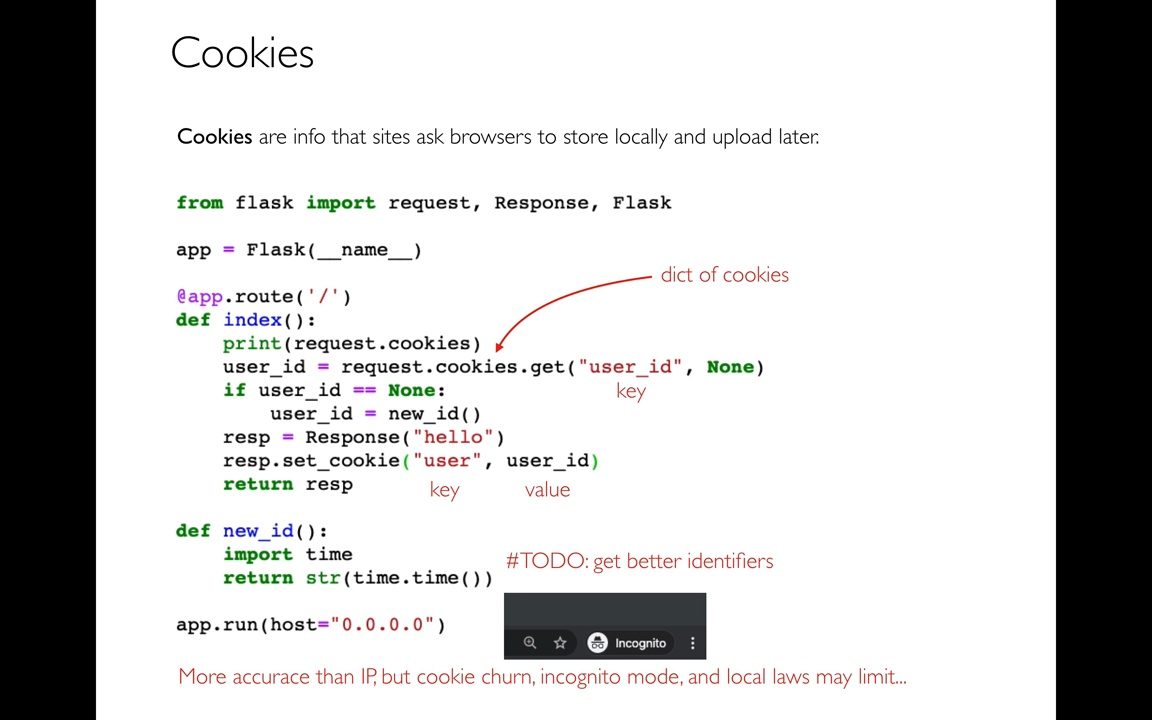 Cookies
Cookies are info that sites ask browsers to store locally and upload later.
from flask import request, Response, Flask
app = Flask(__name__)
dict of cookies
@app.route('/')
def index():
    print(request.cookies)
    user_id = request.cookies.get("user_id", None)
    if user_id == None:
key
        user_id = new_id()
    resp = Response("hello")
    resp.set_cookie("user", user_id)
    return resp
key value
def new_id():
    import time
#TODO: get better identifiers
    return str(time.time())
app.run(host="0.0.0.0")
Incognito
More accurace than IP, but cookie churn, incognito mode, and local laws may limit...